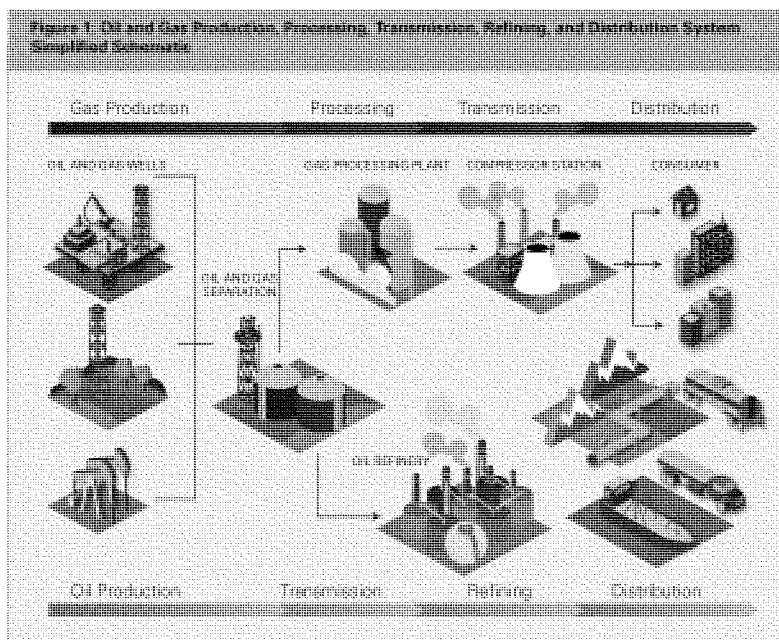 Figure 1. Oil and Gas Production, Processing, Transmission, Refining, and Distribution System
Simplified Schematic
Gas Production
Processing
Transmission
Distribution
OIL AND GAS WELLS
GAS PROCESSING PLANT
COMPRESSOR STATION
CONSUMER
OIL AND GAS
SEPARATION
OIL REFINERY
Oil Production
Transmission
Refining
Distribution